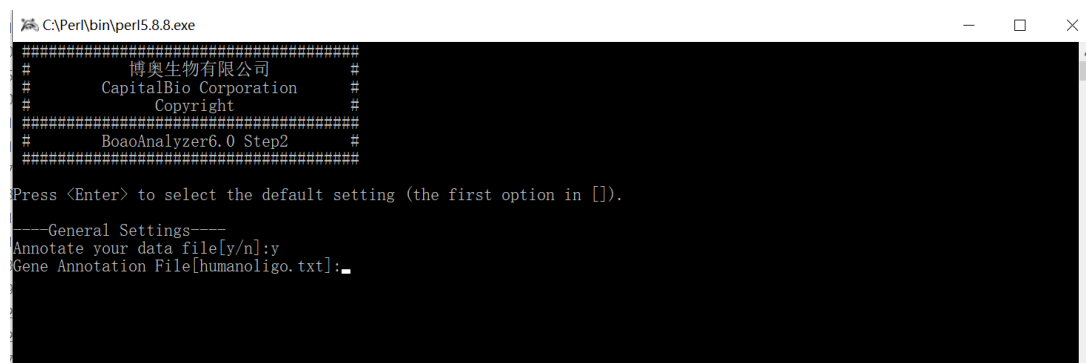 C:\Perl\bin\perl5.8.8.exe
######################################
# 博奥生物有限公司 #
# CapitalBio Corporation #
# Copyright #
######################################
# BoaoAnalyzer6.0 Step2 #
######################################
Press <Enter> to select the default setting (the first option in []).
----General Settings----
Annotate your data file[y/n]:y
Gene Annotation File[humanoligo.txt]: